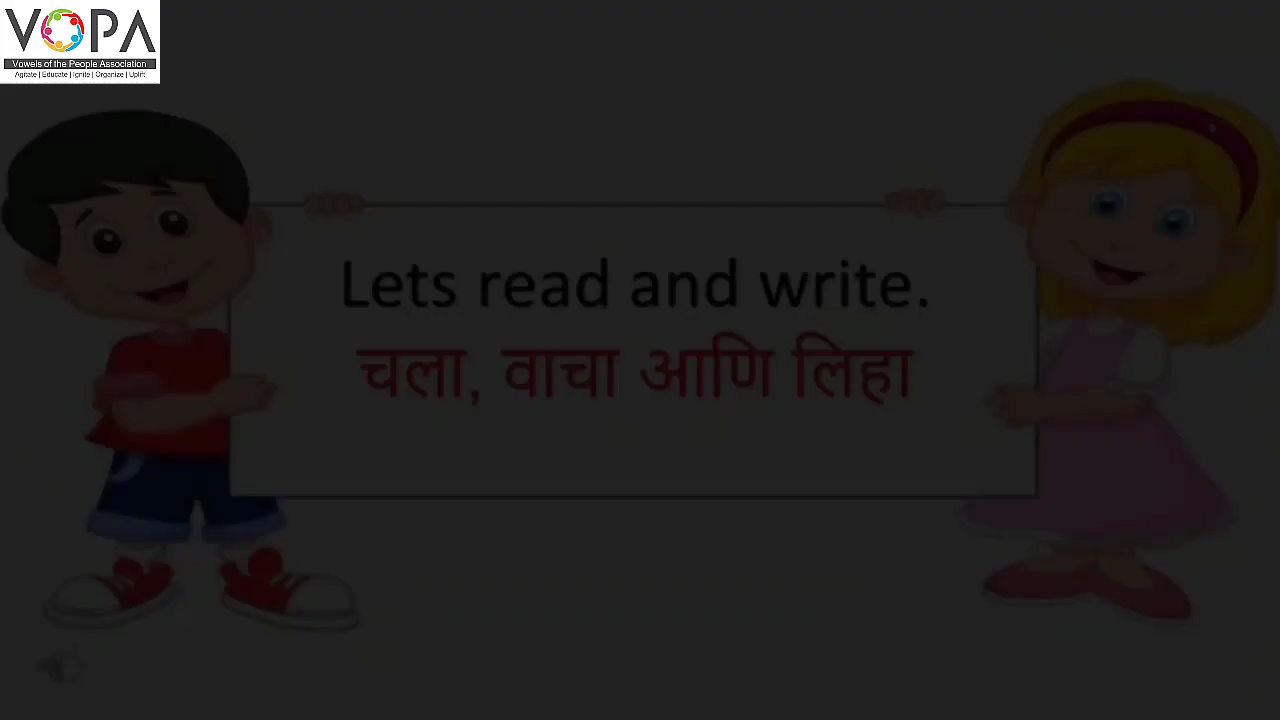 VOPA
Vowels of the People Association
Agitate | Educate | Ignite | Organize | Uplift
Lets read and write.
चला, वाचा आणि लिहा